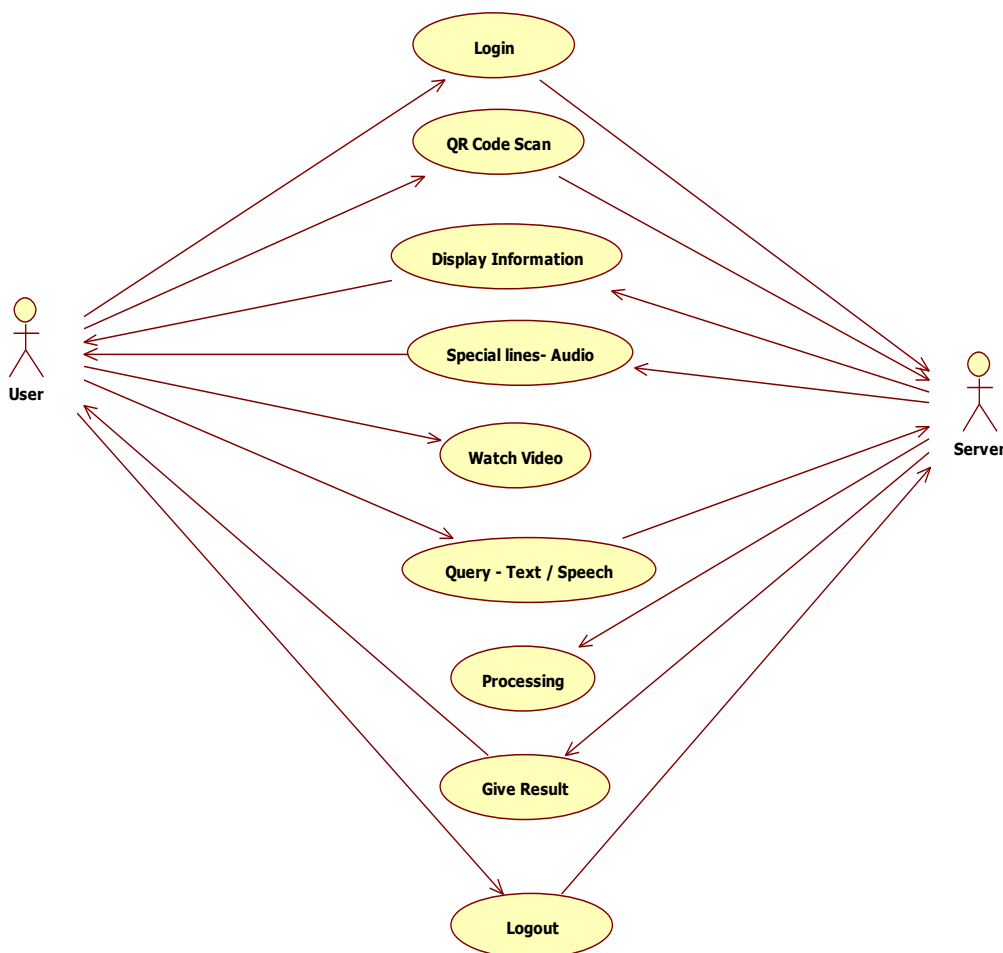 Login
QR Code Scan
Display Information
Special lines- Audio
User
Server
Watch Video
Query - Text / Speech
Processing
Give Result
Logout